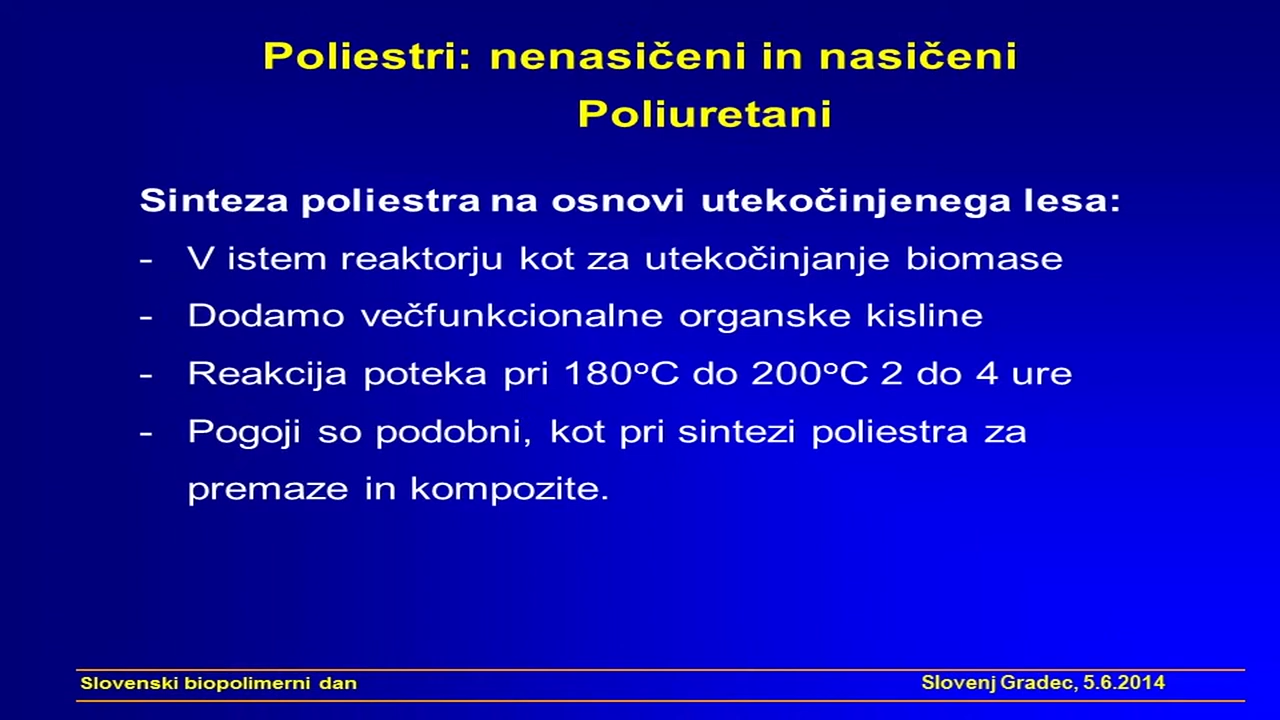 Poliestri: nenasičeni in nasičeni
Poliuretani
Sinteza poliestra na osnovi utekočinjenega lesa:
- V istem reaktorju kot za utekočinjanje biomase
- Dodamo večfunkcionalne organske kisline
- Reakcija poteka pri 180°C do 200°C 2 do 4 ure
- Pogoji so podobni, kot pri sintezi poliestra za
premaze in kompozite.
Slovenski biopolimerni dan
Slovenj Gradec, 5.6.2014